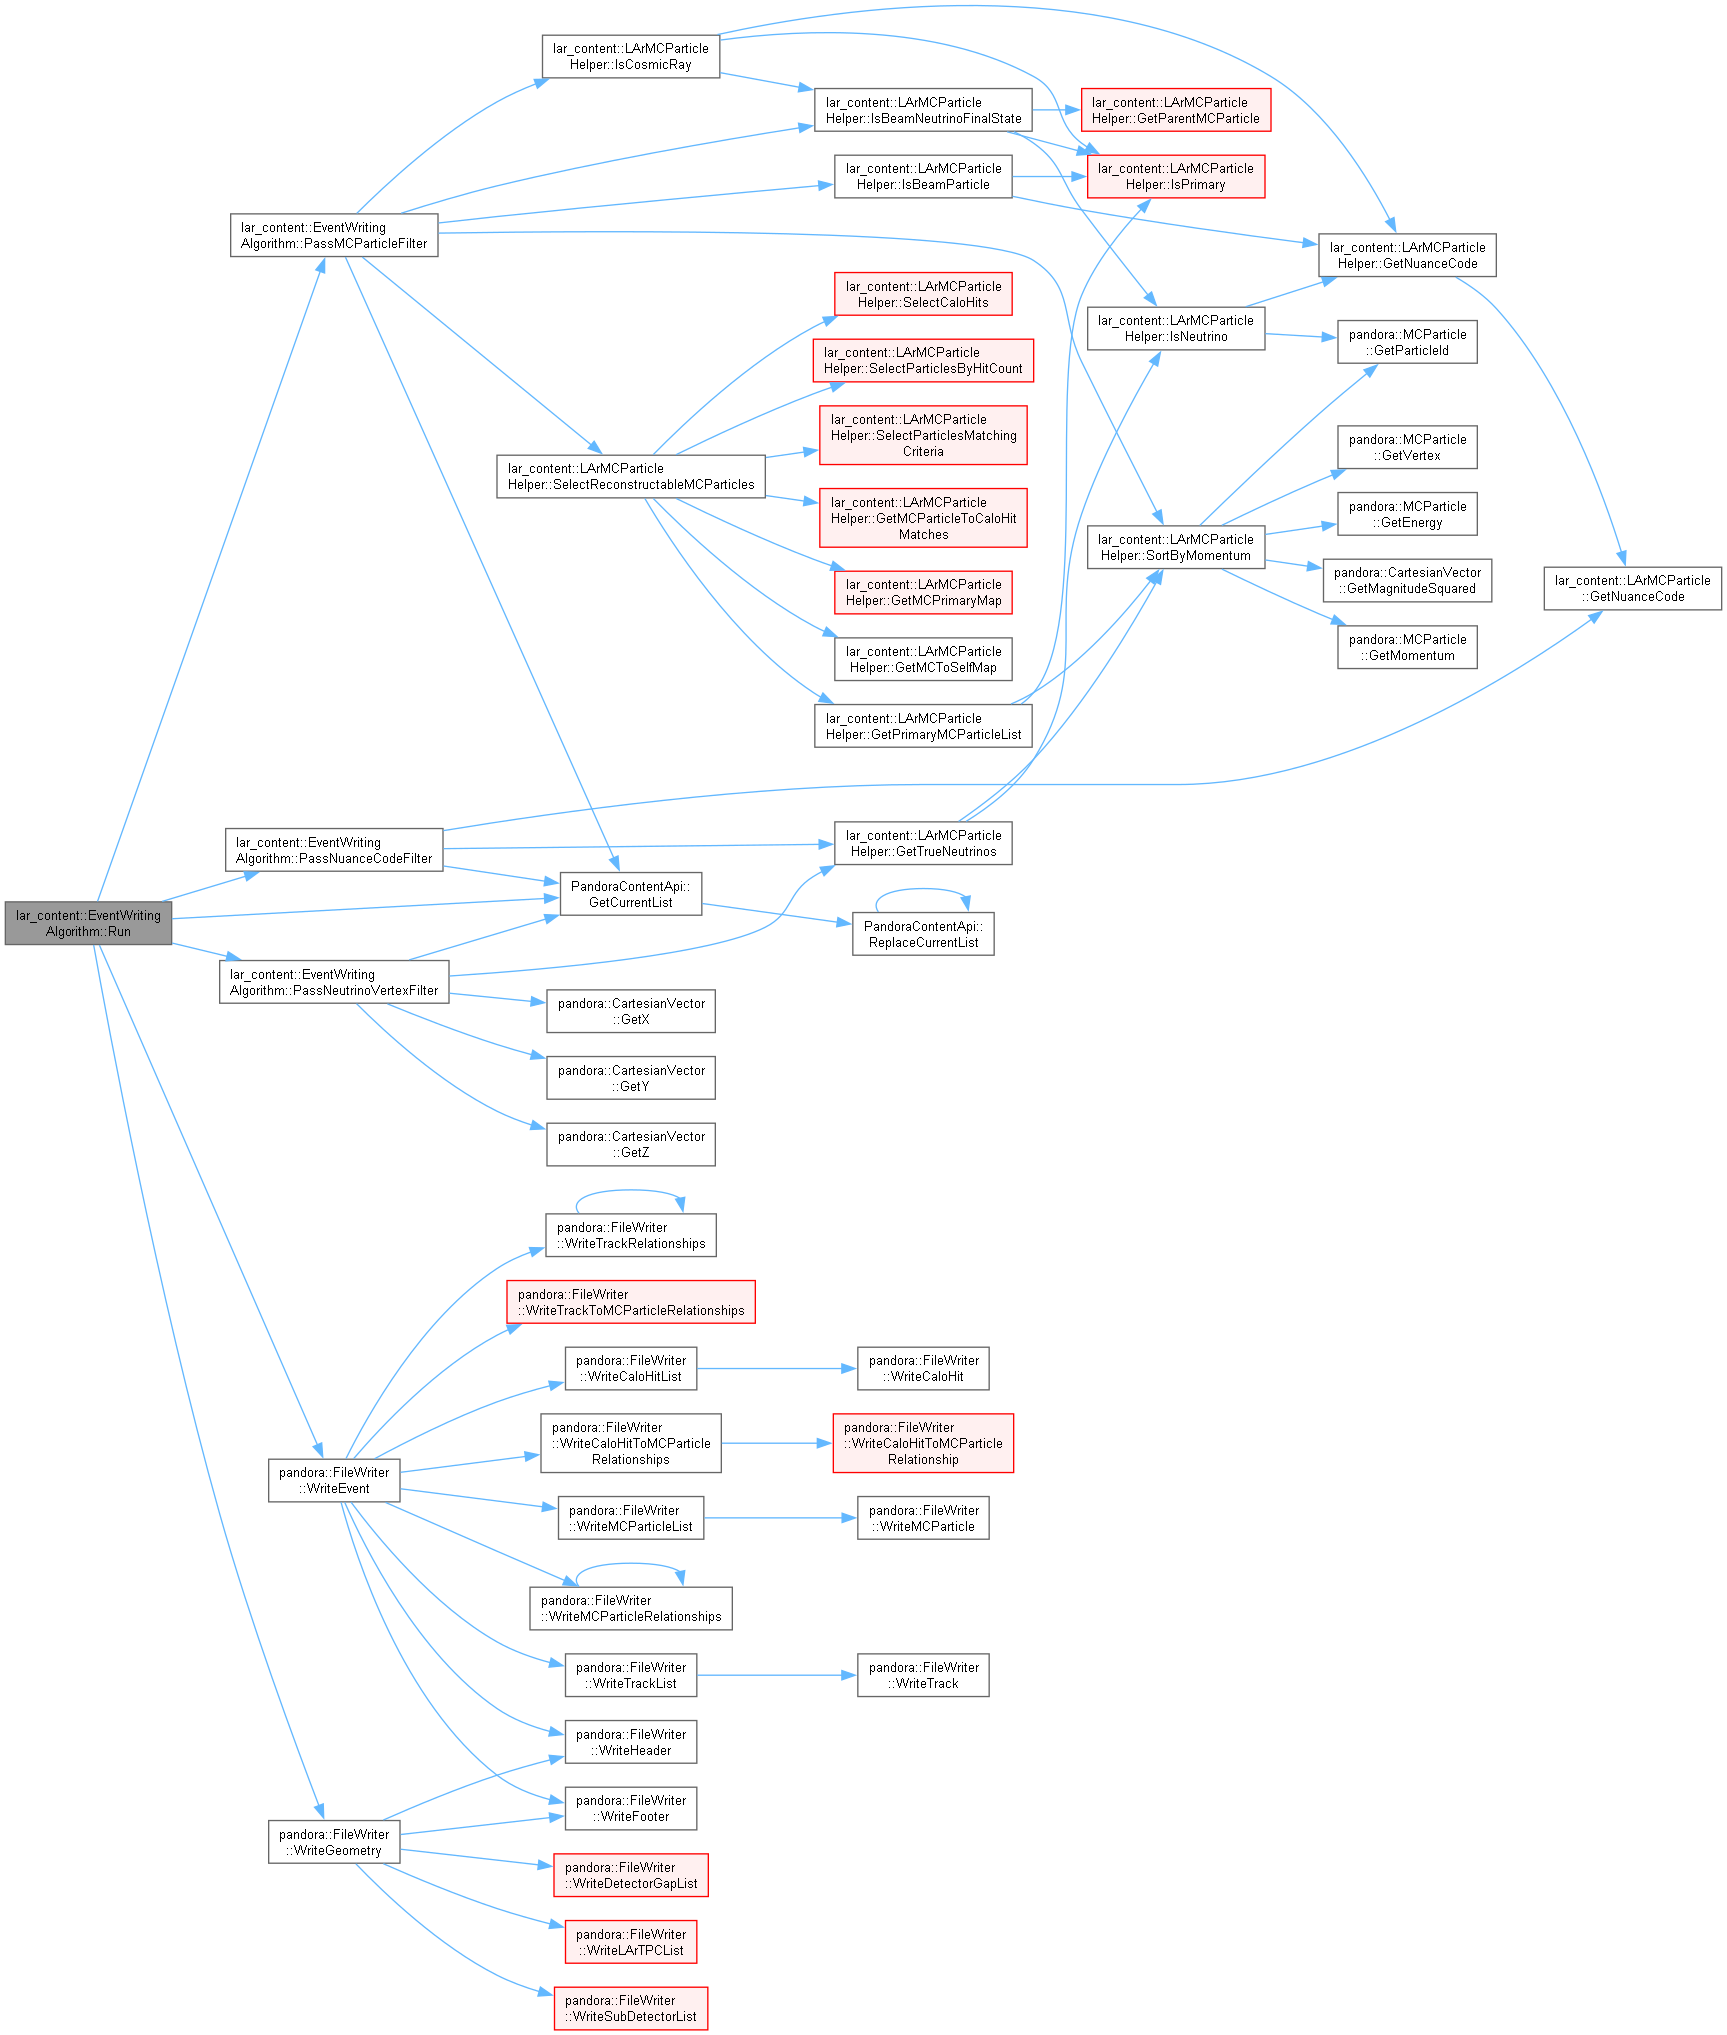 lar_content::LArMCParticle
Helper::IsCosmicRay
lar_content::LArMCParticle
Helper::IsBeamNeutrinoFinalState
lar_content::LArMCParticle
Helper::GetParentMCParticle
lar_content::LArMCParticle
Helper::IsBeamParticle
lar_content::LArMCParticle
Helper::IsPrimary
lar_content::EventWriting
Algorithm::PassMCParticleFilter
lar_content::LArMCParticle
Helper::GetNuanceCode
lar_content::LArMCParticle
Helper::SelectCaloHits
lar_content::LArMCParticle
Helper::IsNeutrino
pandora::MCParticle
::GetParticleId
lar_content::LArMCParticle
Helper::SelectParticlesByHitCount
lar_content::LArMCParticle
Helper::SelectParticlesMatching
Criteria
pandora::MCParticle
::GetVertex
lar_content::LArMCParticle
Helper::SelectReconstructableMCParticles
lar_content::LArMCParticle
Helper::GetMCParticleToCaloHit
Matches
pandora::MCParticle
::GetEnergy
lar_content::LArMCParticle
Helper::SortByMomentum
pandora::CartesianVector
::GetMagnitudeSquared
lar_content::LArMCParticle
::GetNuanceCode
lar_content::LArMCParticle
Helper::GetMCPrimaryMap
pandora::MCParticle
::GetMomentum
lar_content::LArMCParticle
Helper::GetMCToSelfMap
lar_content::LArMCParticle
Helper::GetPrimaryMCParticleList
lar_content::EventWriting
Algorithm::PassNuanceCodeFilter
lar_content::LArMCParticle
Helper::GetTrueNeutrinos
PandoraContentApi::
GetCurrentList
lar_content::EventWriting
Algorithm::Run
PandoraContentApi::
ReplaceCurrentList
lar_content::EventWriting
Algorithm::PassNeutrinoVertexFilter
pandora::CartesianVector
::GetX
pandora::CartesianVector
::GetY
pandora::CartesianVector
::GetZ
pandora::FileWriter
::WriteTrackRelationships
pandora::FileWriter
::WriteTrackToMCParticleRelationships
pandora::FileWriter
::WriteCaloHitList
pandora::FileWriter
::WriteCaloHit
pandora::FileWriter
::WriteCaloHitToMCParticle
Relationships
pandora::FileWriter
::WriteCaloHitToMCParticle
Relationship
pandora::FileWriter
::WriteEvent
pandora::FileWriter
::WriteMCParticleList
pandora::FileWriter
::WriteMCParticle
pandora::FileWriter
::WriteMCParticleRelationships
pandora::FileWriter
::WriteTrackList
pandora::FileWriter
::WriteTrack
pandora::FileWriter
::WriteHeader
pandora::FileWriter
::WriteFooter
pandora::FileWriter
::WriteGeometry
pandora::FileWriter
::WriteDetectorGapList
pandora::FileWriter
::WriteLArTPCList
pandora::FileWriter
::WriteSubDetectorList